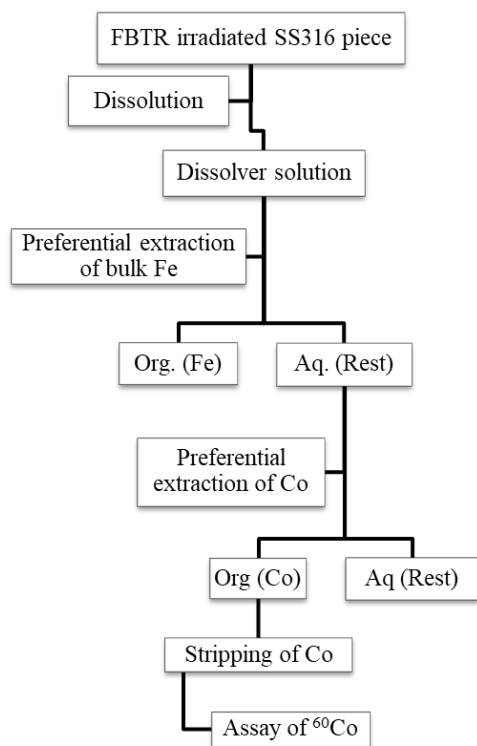 FBTR irradiated SS316 piece
Dissolution
Dissolver solution
Preferential extraction
of bulk Fe
Org. (Fe)
Aq. (Rest)
Preferential
extraction of Co
Org (Co)
Aq (Rest)
Stripping of Co
Assay of ⁶⁰Co